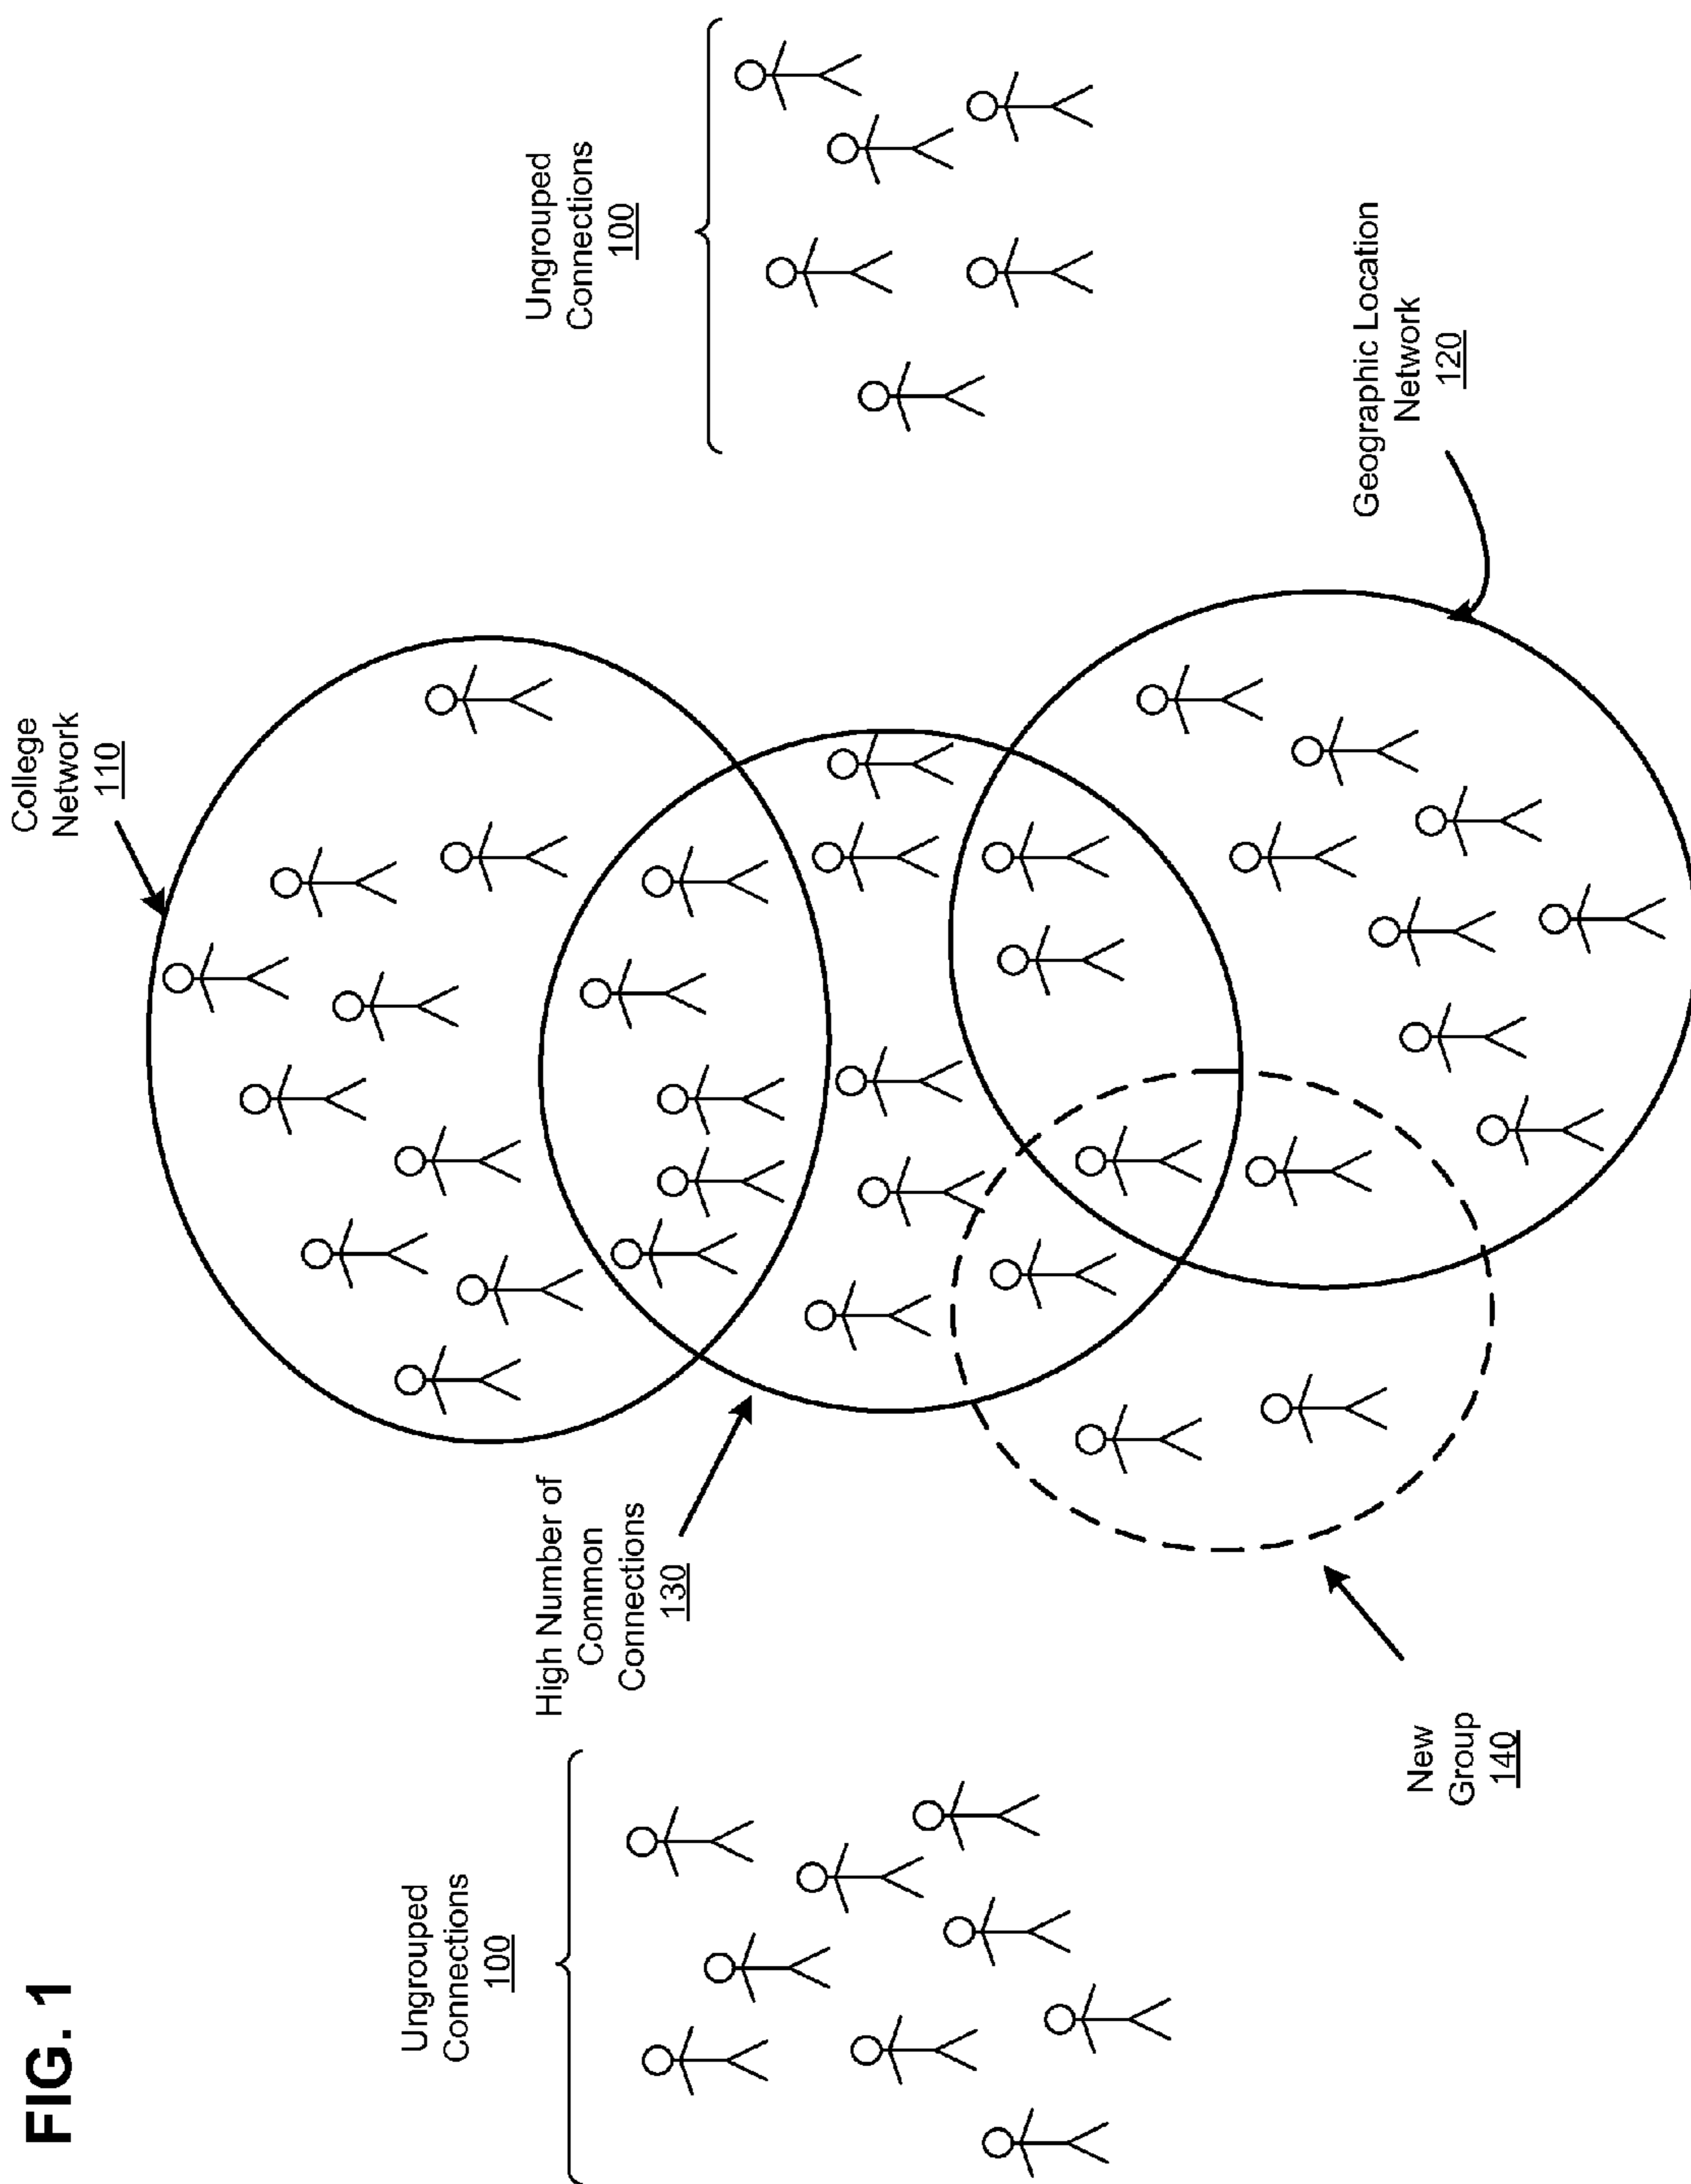 FIG. 1
Ungrouped
Connections
100
High Number of
Common
Connections
130
New
Group
140
College
Network
110
Ungrouped
Connections
100
Geographic Location
Network
120